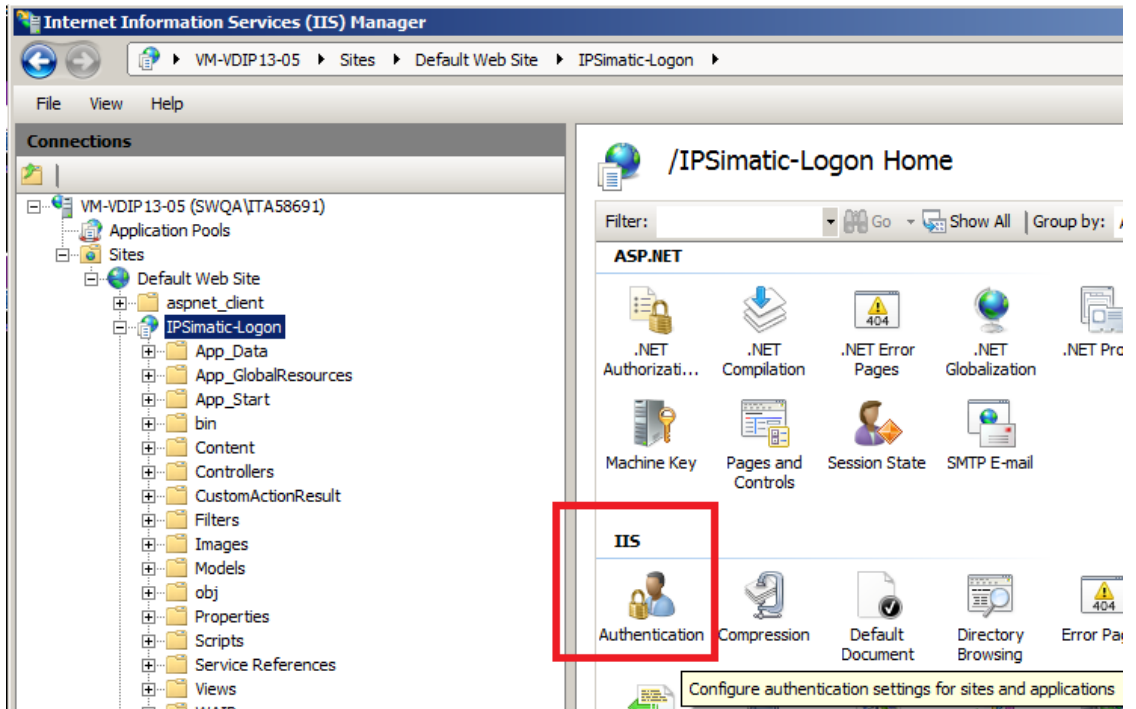 Internet Information Services (IIS) Manager
VM-VDIP13-05 Sites Default Web Site IPSimatic-Logon
File View Help
Connections
VM-VDIP13-05 (SWQA\ITA58691)
Application Pools
Sites
Default Web Site
aspnet_client
IPSimatic-Logon
App_Data
App_GlobalResources
App_Start
bin
Content
Controllers
CustomActionResult
Filters
Images
Models
obj
Properties
Scripts
Service References
Views
/IPSimatic-Logon Home
Filter: Go Show All Group by:
ASP.NET
.NET Authorizati...
.NET Compilation
404
.NET Error Pages
.NET Globalization
.NET Pro
Machine Key
Pages and Controls
Session State
SMTP E-mail
IIS
Authentication
Compression
Default Document
Directory Browsing
404
Error Pag
Configure authentication settings for sites and applications